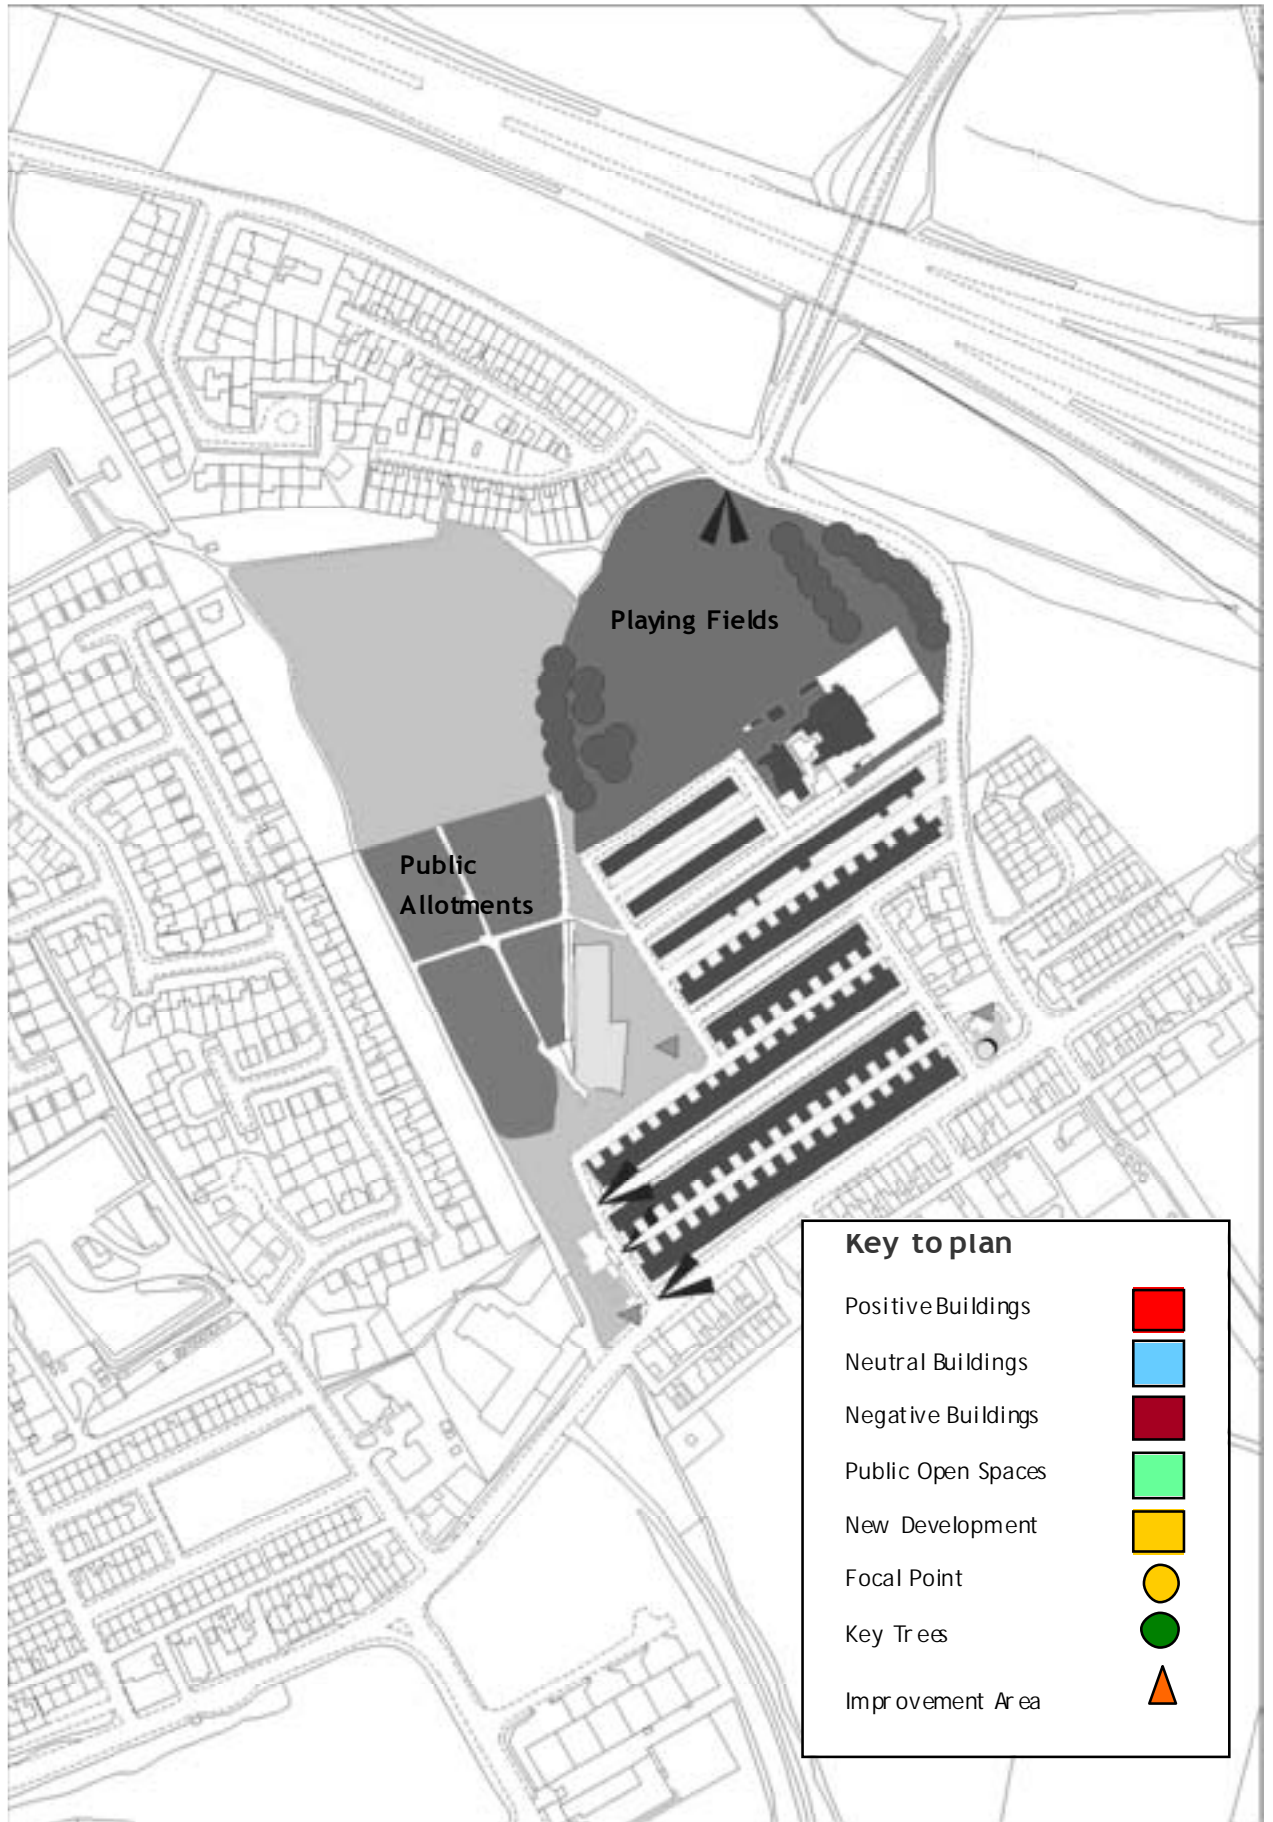 Playing Fields
Public
Allotments
Key to plan
Positive Buildings
Neutral Buildings
Negative Buildings
Public Open Spaces
New Development
Focal Point
Key Trees
Improvement Area